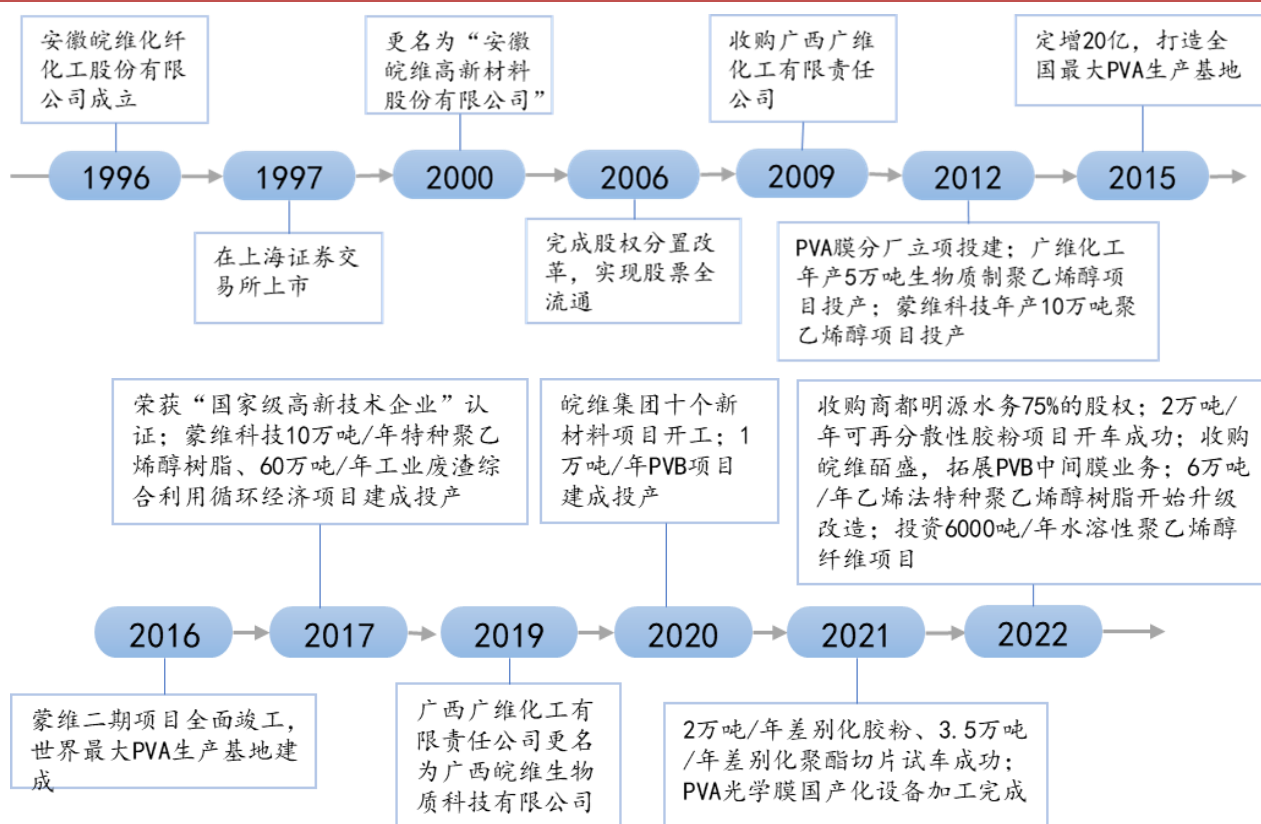 安徽皖维化纤
化工股份有限
公司成立
更名为“安徽
皖维高新材料
股份有限公司”
收购广西广维
化工有限责任
公司
定增20亿，打造全
国最大PVA生产基地
1996
1997
2000
2006
2009
2012
2015
在上海证券交
易所上市
完成股权分置改
革，实现股票全
流通
PVA膜分厂立项投建；广维化工
年产5万吨生物质制聚乙烯醇项
目投产；蒙维科技年产10万吨聚
乙烯醇项目投产
荣获“国家级高新技术企业”认
证；蒙维科技10万吨/年特种聚乙
烯醇树脂、60万吨/年工业废渣综
合利用循环经济项目建成投产
皖维集团十个新
材料项目开工；1
万吨/年PVB项目
建成投产
收购商都明源水务75%的股权；2万吨/
年可再分散性胶粉项目开车成功；收购
皖维皕盛，拓展PVB中间膜业务；6万吨
/年乙烯法特种聚乙烯醇树脂开始升级
改造；投资6000吨/年水溶性聚乙烯醇
纤维项目
2016
2017
2019
2020
2021
2022
蒙维二期项目全面竣工，
世界最大PVA生产基地建
成
广西广维化工有
限责任公司更名
为广西皖维生物
质科技有限公司
2万吨/年差别化胶粉、3.5万吨
/年差别化聚酯切片试车成功；
PVA光学膜国产化设备加工完成